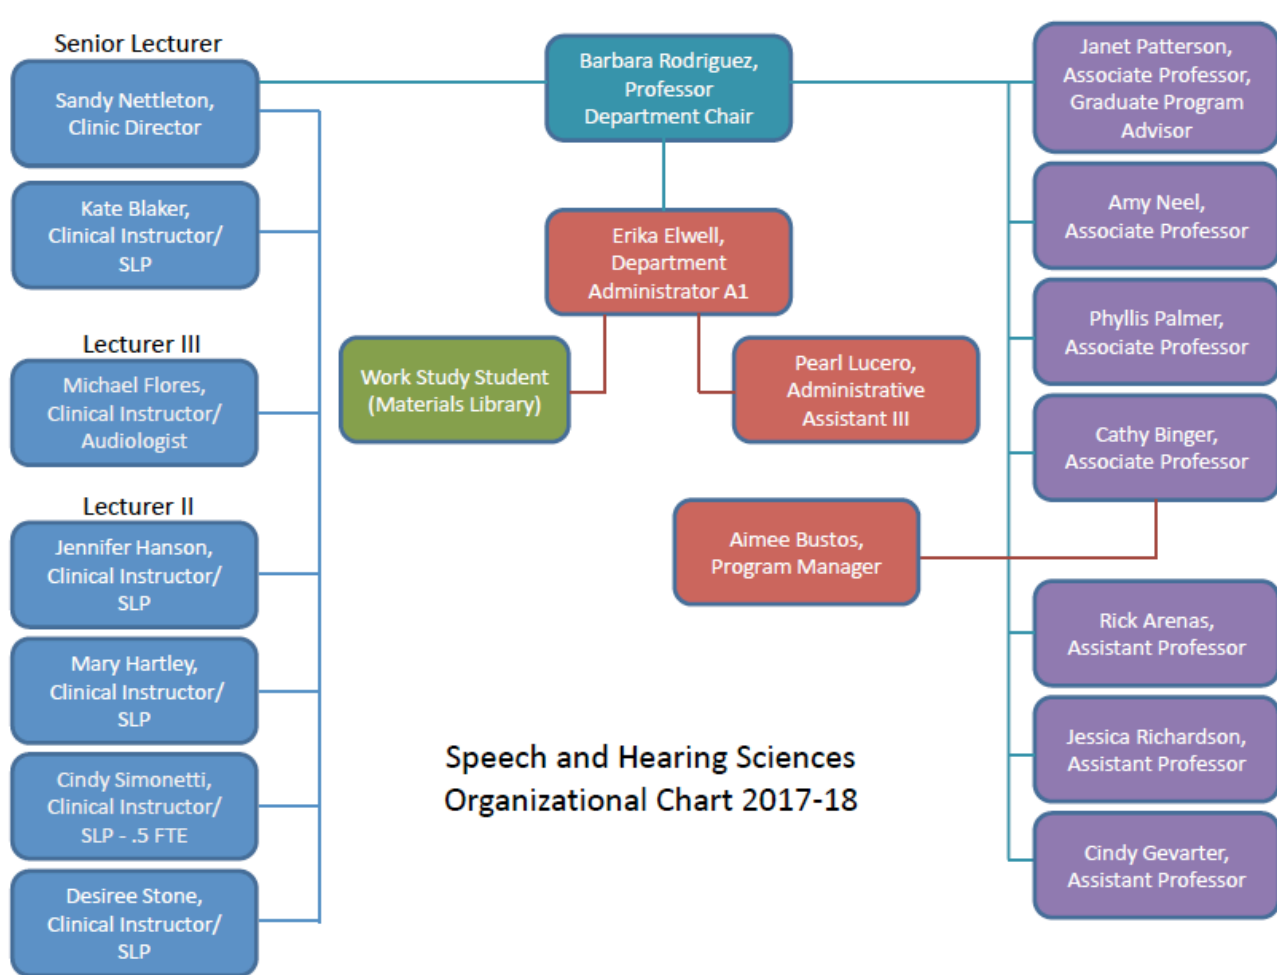 Senior Lecturer
Sandy Nettleton,
Clinic Director
Kate Blaker,
Clinical Instructor/
SLP
Lecturer III
Michael Flores,
Clinical Instructor/
Audiologist
Lecturer II
Jennifer Hanson,
Clinical Instructor/
SLP
Mary Hartley,
Clinical Instructor/
SLP
Cindy Simonetti,
Clinical Instructor/
SLP - .5 FTE
Desiree Stone,
Clinical Instructor/
SLP
Barbara Rodriguez,
Professor
Department Chair
Erika Elwell,
Department
Administrator A1
Work Study Student
(Materials Library)
Pearl Lucero,
Administrative
Assistant III
Aimee Bustos,
Program Manager
Speech and Hearing Sciences
Organizational Chart 2017-18
Janet Patterson,
Associate Professor,
Graduate Program
Advisor
Amy Neel,
Associate Professor
Phyllis Palmer,
Associate Professor
Cathy Binger,
Associate Professor
Rick Arenas,
Assistant Professor
Jessica Richardson,
Assistant Professor
Cindy Gevarter,
Assistant Professor